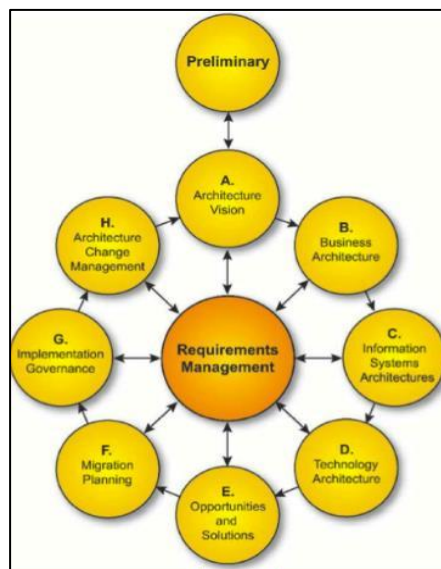 Preliminary
A.
Architecture
Vision
B.
Business
Architecture
C.
Information
Systems
Architectures
D.
Technology
Architecture
E.
Opportunities
and
Solutions
F.
Migration
Planning
G.
Implementation
Governance
H.
Architecture
Change
Management
Requirements
Management